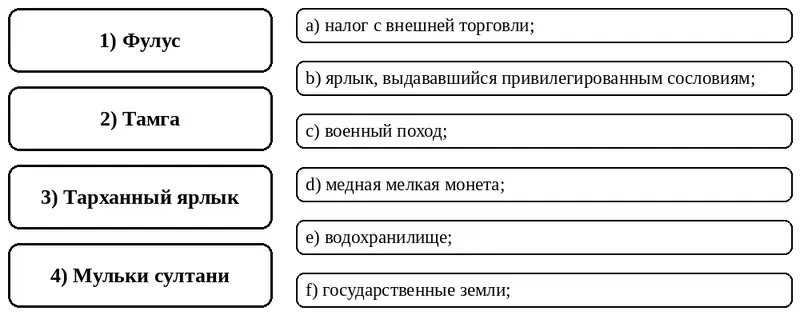 1) Фулус
2) Тамга
3) Тарханный ярлык
4) Мульки султани
a) налог с внешней торговли;
b) ярлык, выдававшийся привилегированным сословиям;
c) военный поход;
d) медная мелкая монета;
e) водохранилище;
f) государственные земли;